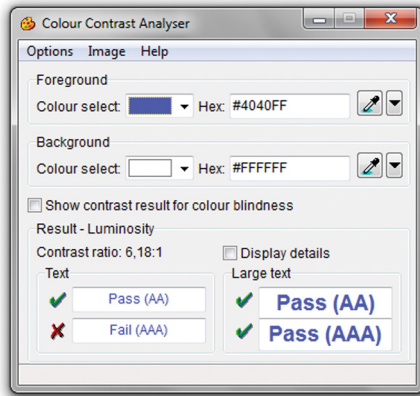 Colour Contrast Analyser
Options Image Help
Foreground
Colour select: Hex: #4040FF
Background
Colour select: Hex: #FFFFFF
Show contrast result for colour blindness
Result - Luminosity
Contrast ratio: 6,18:1 Display details
Text Large text
Pass (AA) Pass (AA)
Fail (AAA) Pass (AAA)